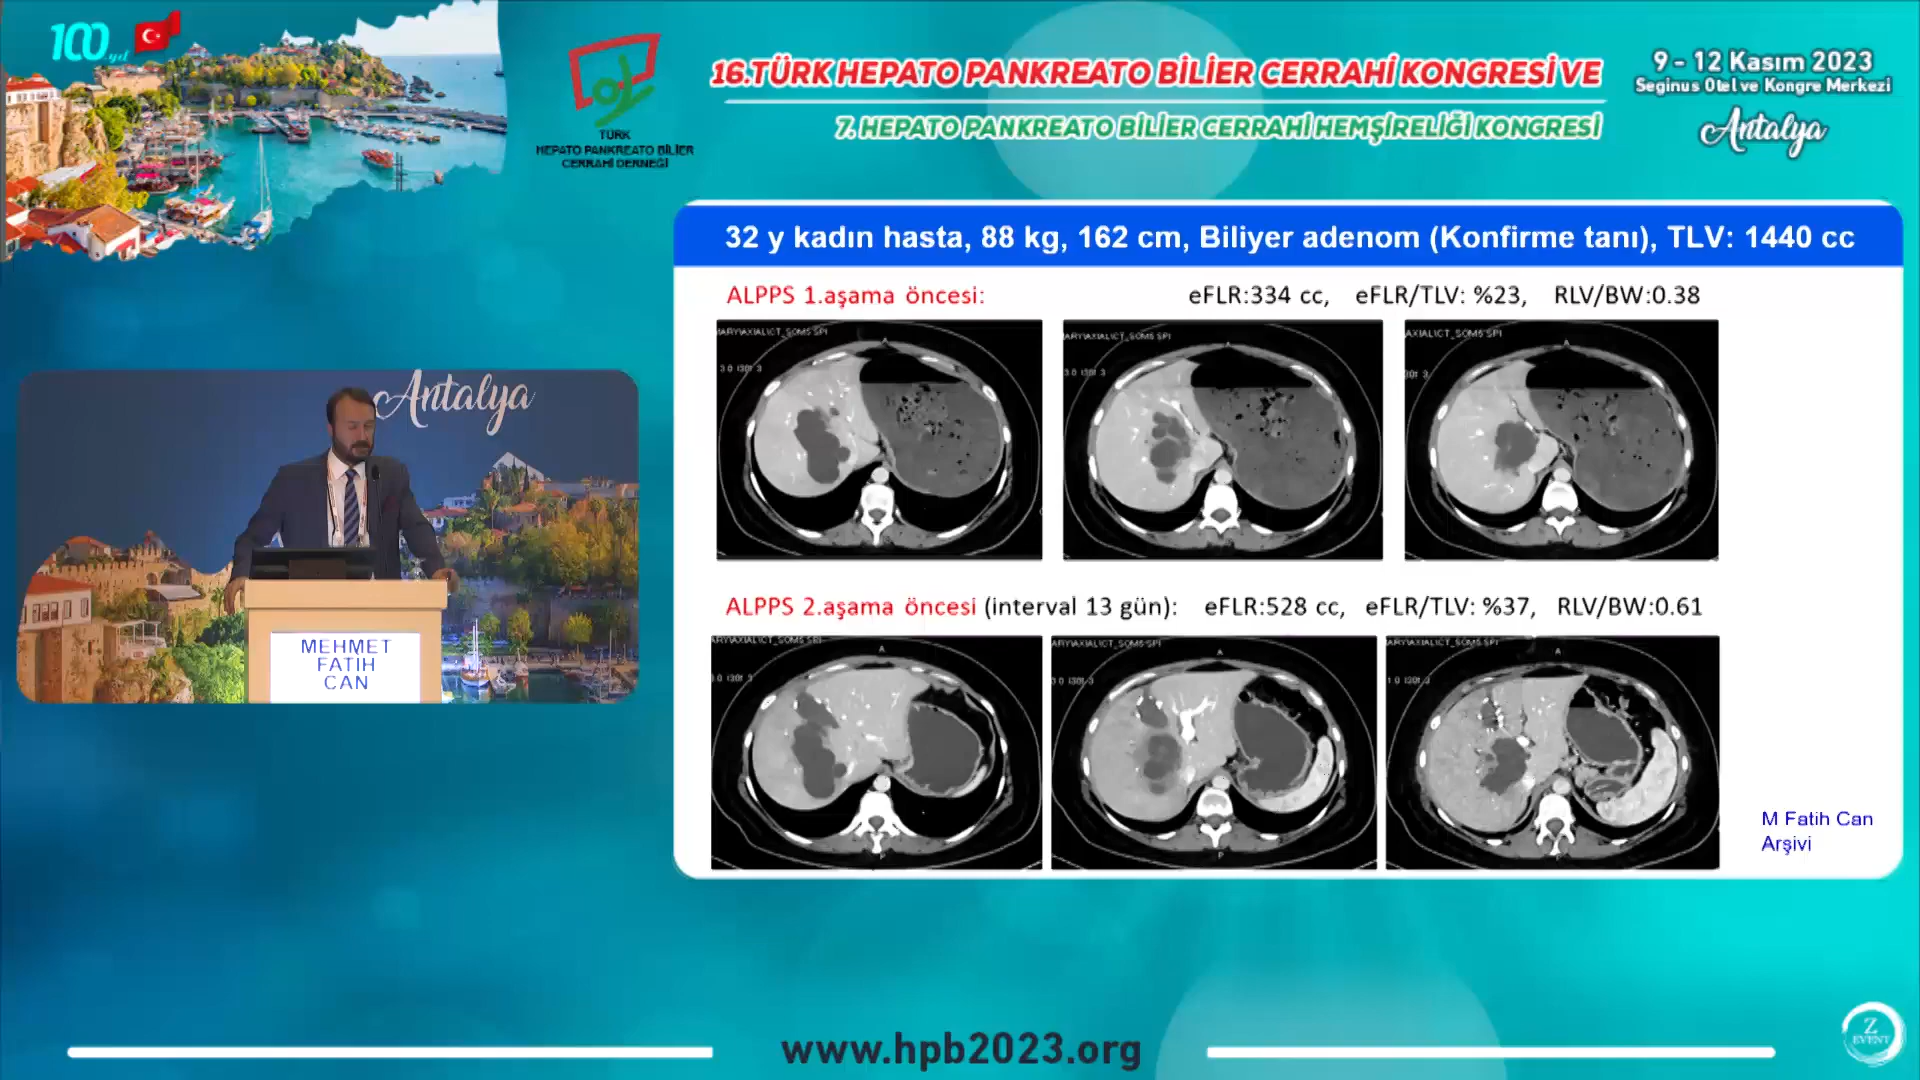 100.yıl
TÜRK
HEPATO PANKREATO BİLİER
CERRAHİ DERNEĞİ
16.TÜRK HEPATO PANKREATO BİLİER CERRAHİ KONGRESİ VE
7. HEPATO PANKREATO BİLİER CERRAHİ HEMŞİRELİĞİ KONGRESİ
9 - 12 Kasım 2023
Seginus Otel ve Kongre Merkezi
Antalya
Antalya
MEHMET
FATIH
CAN
32 y kadın hasta, 88 kg, 162 cm, Biliyer adenom (Konfirme tanı), TLV: 1440 cc
ALPPS 1.aşama öncesi: eFLR:334 cc, eFLR/TLV: %23, RLV/BW:0.38
ALPPS 2.aşama öncesi (interval 13 gün): eFLR:528 cc, eFLR/TLV: %37, RLV/BW:0.61
M Fatih Can
Arşivi
www.hpb2023.org
Z
EVENT